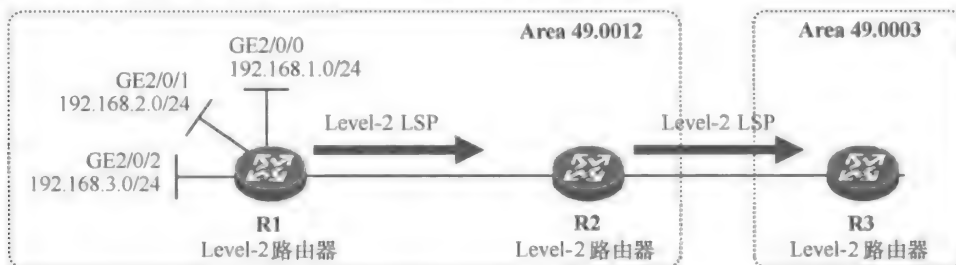 Area 49.0012
Area 49.0003
GE2/0/0
192.168.1.0/24
GE2/0/1
192.168.2.0/24
Level-2 LSP
Level-2 LSP
GE2/0/2
192.168.3.0/24
R1
R2
R3
Level-2 路由器
Level-2 路由器
Level-2 路由器